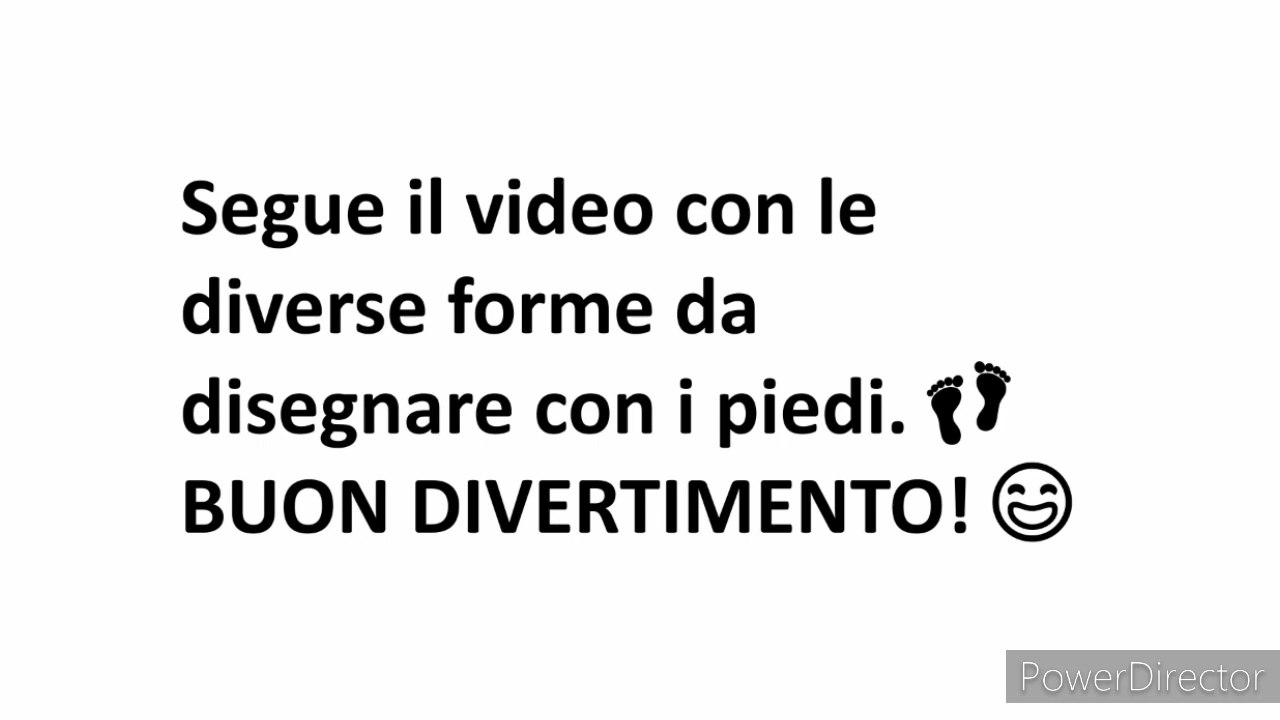 Segue il video con le
diverse forme da
disegnare con i piedi. 👣
BUON DIVERTIMENTO! 😄
PowerDirector